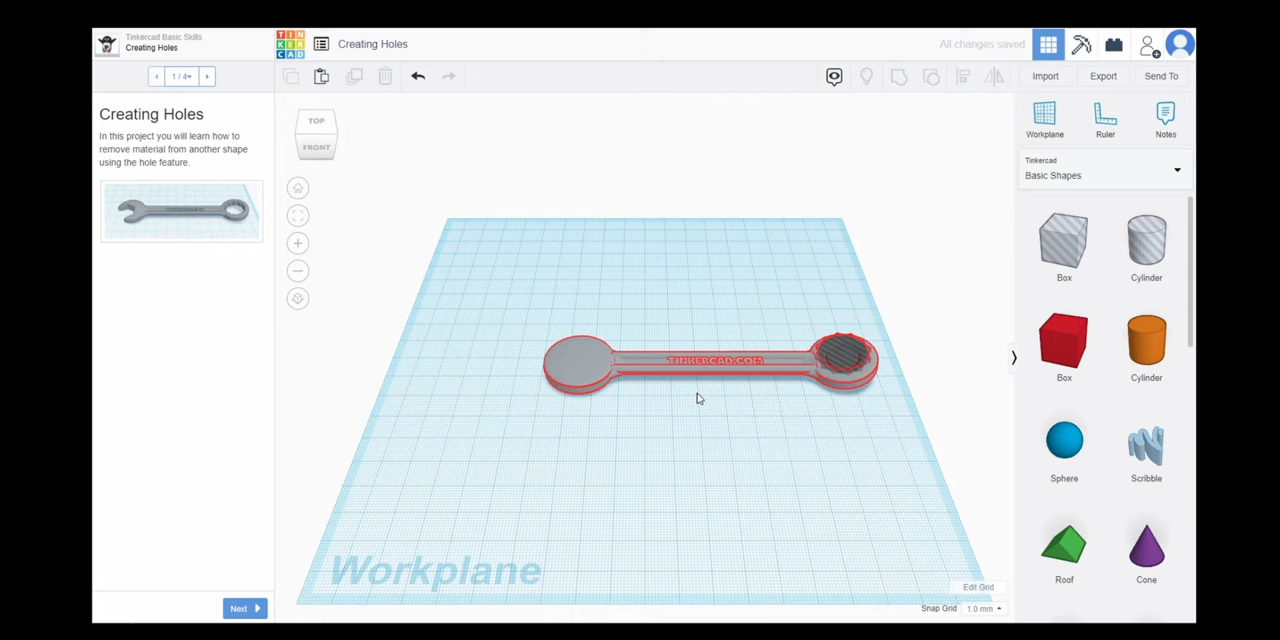 Tinkercad Basic Skills
Creating Holes
1 / 4
Creating Holes
In this project you will learn how to
remove material from another shape
using the hole feature.
Next
TIN
KER
CAD
Creating Holes
All changes saved
Import
Export
Send To
TOP
FRONT
TINKERCAD.COM
Workplane
Edit Grid
Snap Grid
1.0 mm
Workplane
Ruler
Notes
Tinkercad
Basic Shapes
Box
Cylinder
Box
Cylinder
Sphere
Scribble
Roof
Cone